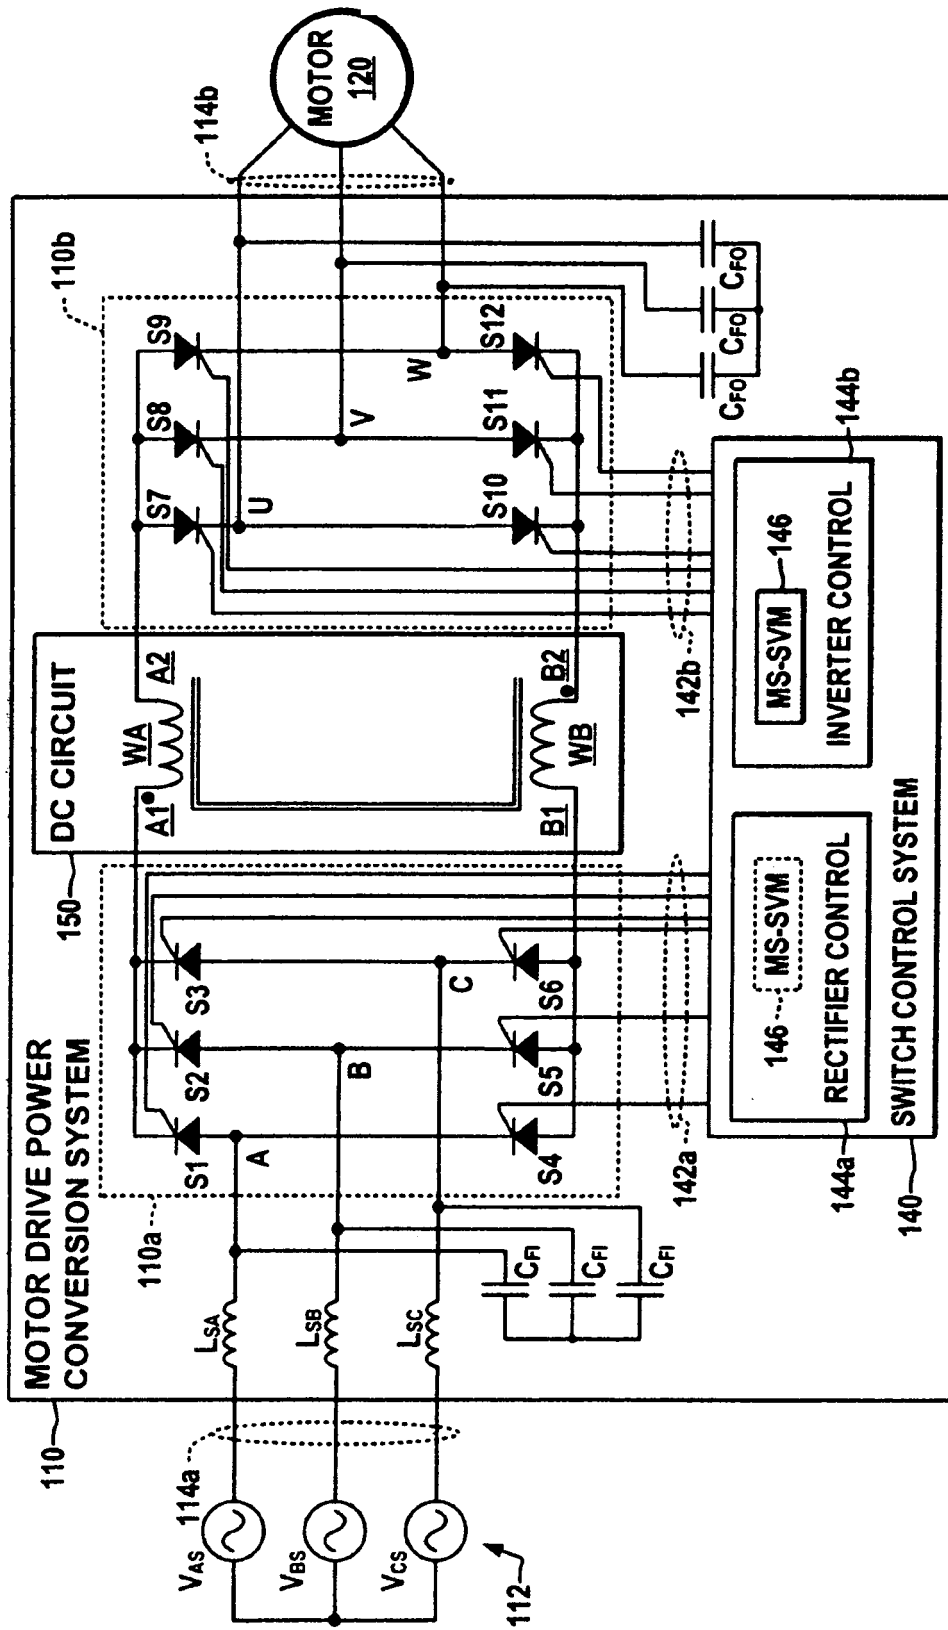 MOTOR DRIVE POWER
CONVERSION SYSTEM
110
112
VAS
VBS
VCS
114a
LSA
LSB
LSC
CFI
CFI
CFI
110a
A
B
C
S1
S2
S3
S4
S5
S6
150
DC CIRCUIT
A1
WA
A2
B1
WB
B2
110b
S7
S8
S9
U
V
W
S10
S11
S12
114b
MOTOR
120
CFO
CFO
CFO
142a
142b
146
MS-SVM
RECTIFIER CONTROL
144a
MS-SVM
146
INVERTER CONTROL
144b
SWITCH CONTROL SYSTEM
140